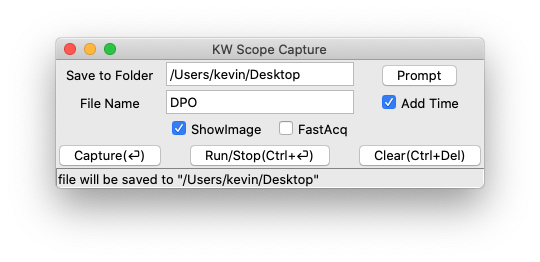 KW Scope Capture
Save to Folder /Users/kevin/Desktop Prompt
File Name DPO Add Time
ShowImage FastAcq
Capture(⏎) Run/Stop(Ctrl+⏎) Clear(Ctrl+Del)
file will be saved to "/Users/kevin/Desktop"